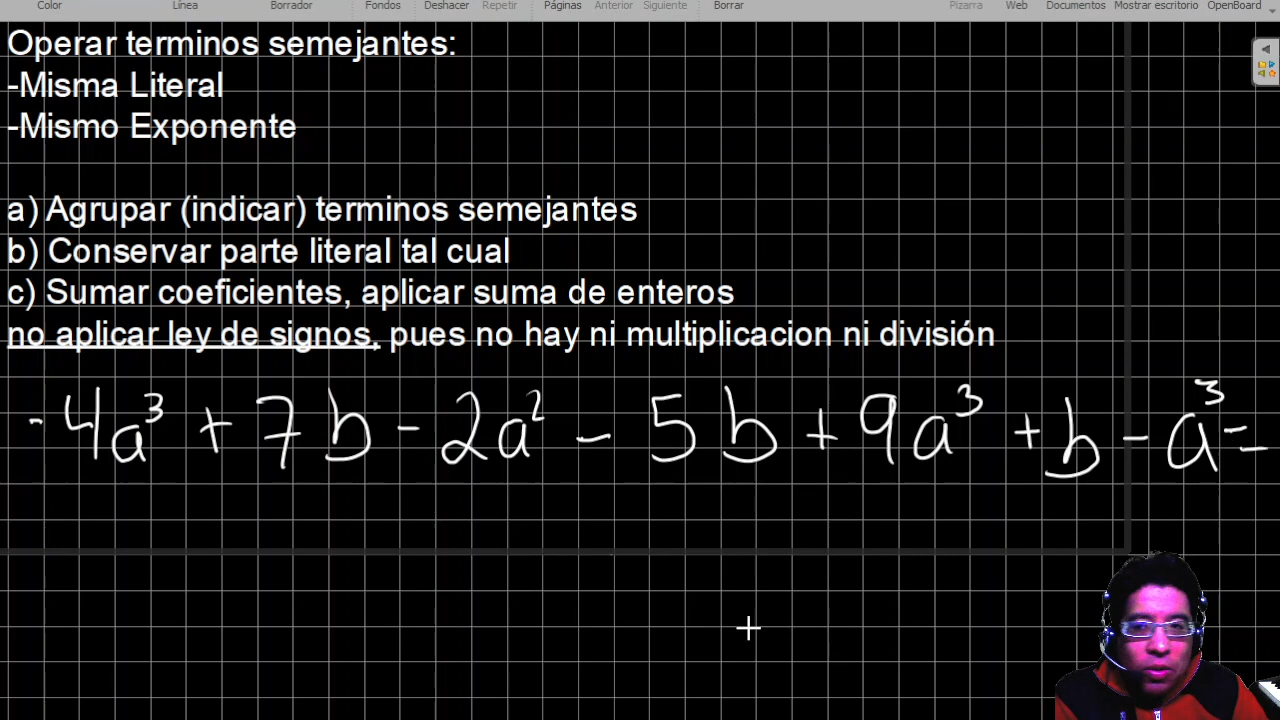 Color Línea Borrador Fondos Deshacer Repetir Páginas Anterior Siguiente Borrar Pizarra Web Documentos Mostrar escritorio OpenBoard
Operar terminos semejantes:
-Misma Literal
-Mismo Exponente
a) Agrupar (indicar) terminos semejantes
b) Conservar parte literal tal cual
c) Sumar coeficientes, aplicar suma de enteros
no aplicar ley de signos, pues no hay ni multiplicacion ni división
-4a³ + 7b - 2a² - 5b + 9a³ + b - a³ =